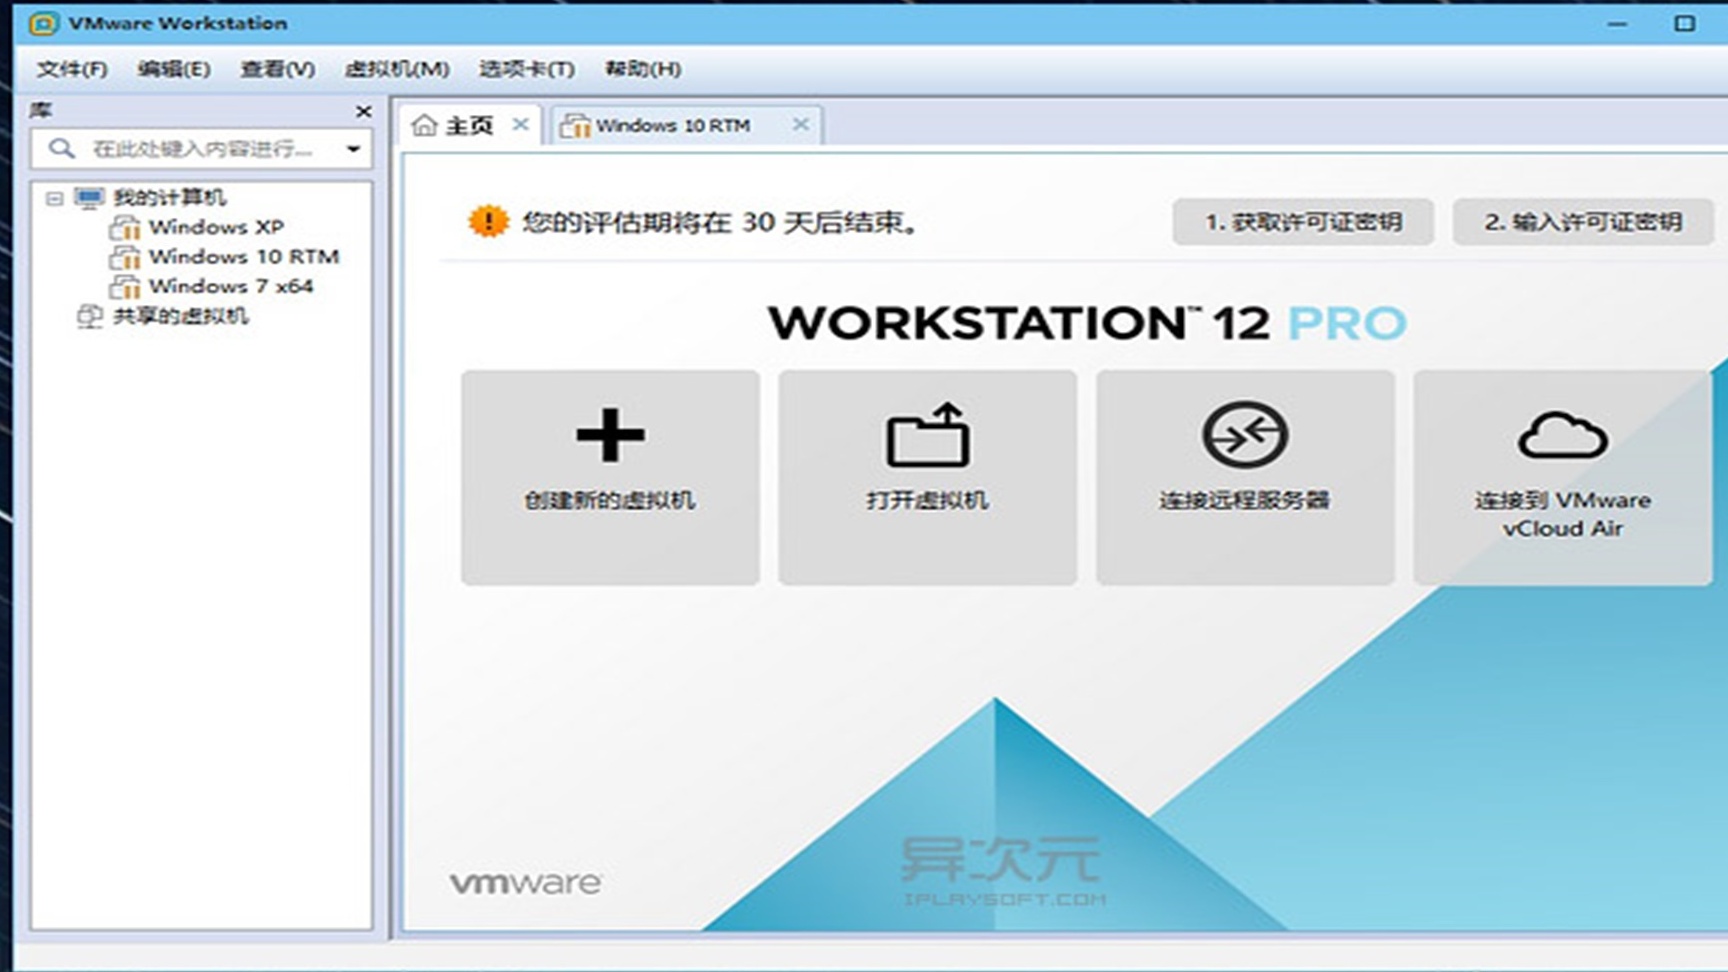 VMware Workstation
文件(F) 编辑(E) 查看(V) 虚拟机(M) 选项卡(T) 帮助(H)
库
在此处键入内容进行...
我的计算机
Windows XP
Windows 10 RTM
Windows 7 x64
共享的虚拟机
主页 Windows 10 RTM
您的评估期将在 30 天后结束。 1. 获取许可证密钥 2. 输入许可证密钥
WORKSTATION™ 12 PRO
创建新的虚拟机
打开虚拟机
连接远程服务器
连接到 VMware
vCloud Air
vmware
异次元
IPLAYSOFT.COM